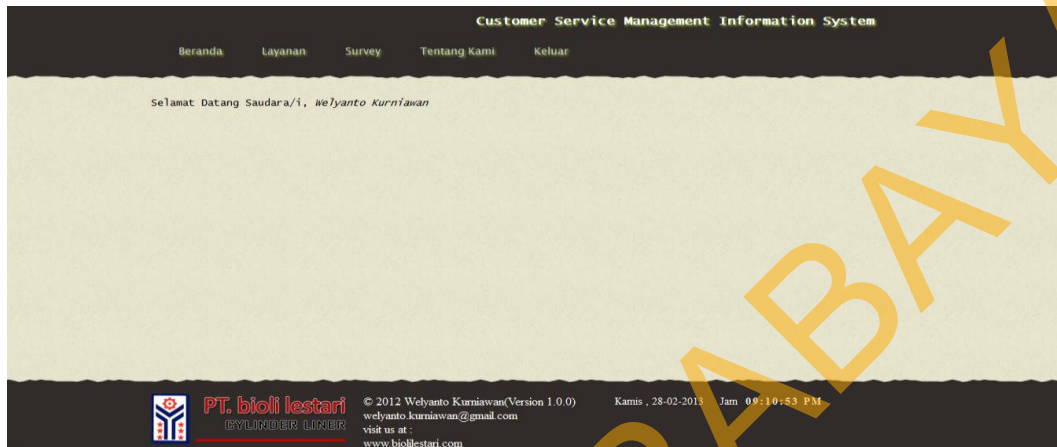 Customer Service Management Information System
Beranda Layanan Survey Tentang Kami Keluar
Selamat Datang Saudara/i, Welyanto Kurniawan
PT. bioli lestari
CYLINDER LINER
© 2012 Welyanto Kurniawan(Version 1.0.0)
welyanto.kurniawan@gmail.com
visit us at :
www.biolilestari.com
Kamis , 28-02-2013 Jam 09:10:53 PM
RABAY